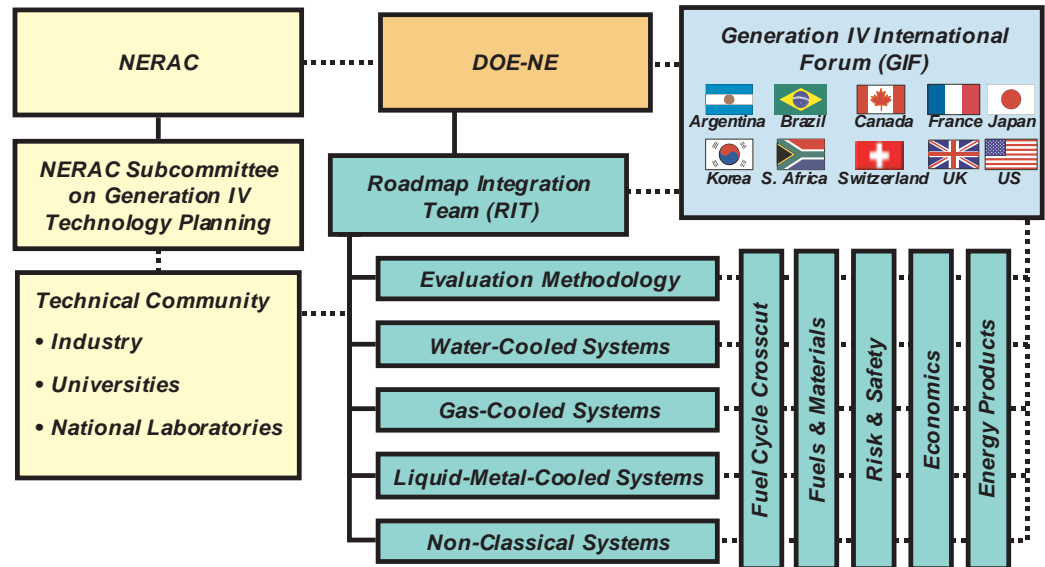 NERAC
DOE-NE
Generation IV International
Forum (GIF)
Argentina Brazil Canada France Japan
Korea S. Africa Switzerland UK US
NERAC Subcommittee
on Generation IV
Technology Planning
Roadmap Integration
Team (RIT)
Technical Community
• Industry
• Universities
• National Laboratories
Evaluation Methodology
Water-Cooled Systems
Gas-Cooled Systems
Liquid-Metal-Cooled Systems
Non-Classical Systems
Fuel Cycle Crosscut
Fuels & Materials
Risk & Safety
Economics
Energy Products